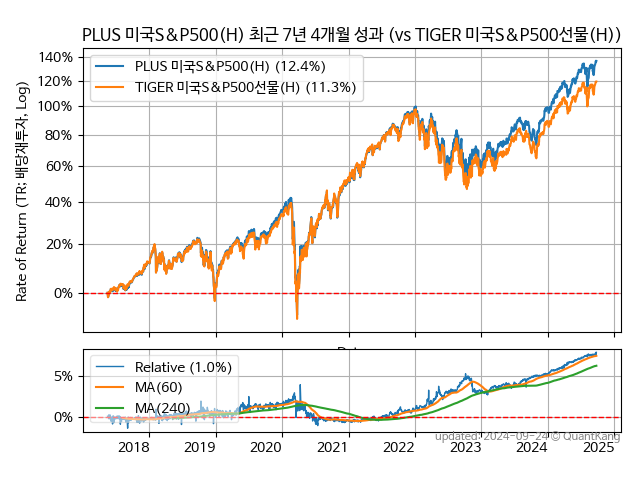 PLUS 미국S&P500(H) 최근 7년 4개월 성과 (vs TIGER 미국S&P500선물(H))
Rate of Return (TR: 배당재투자, Log)
140%
120%
100%
80%
60%
40%
20%
0%
PLUS 미국S&P500(H) (12.4%)
TIGER 미국S&P500선물(H) (11.3%)
5%
0%
Relative (1.0%)
MA(60)
MA(240)
2018
2019
2020
2021
2022
2023
2024
2025
updated: 2024-09-24 © QuantKang